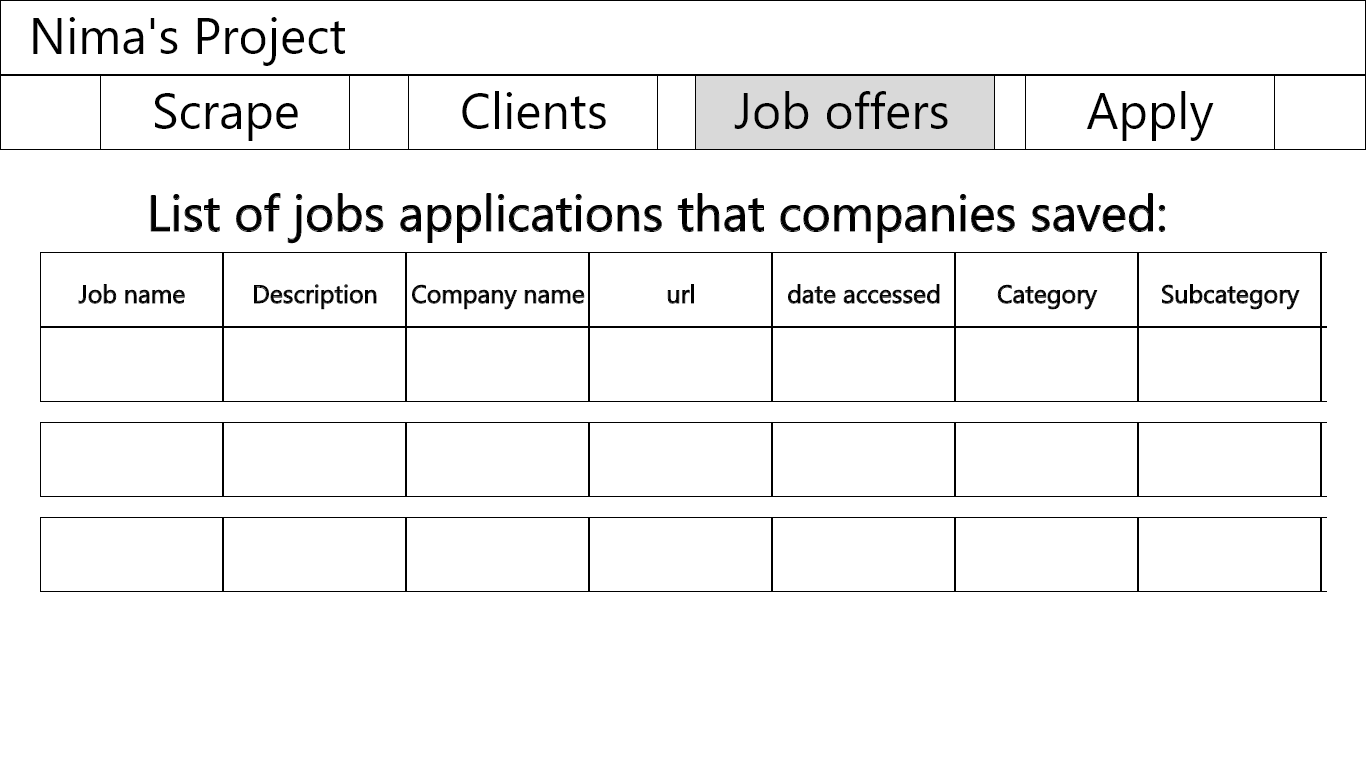 Nima's Project
Scrape Clients Job offers Apply
List of jobs applications that companies saved:
Job name Description Company name url date accessed Category Subcategory